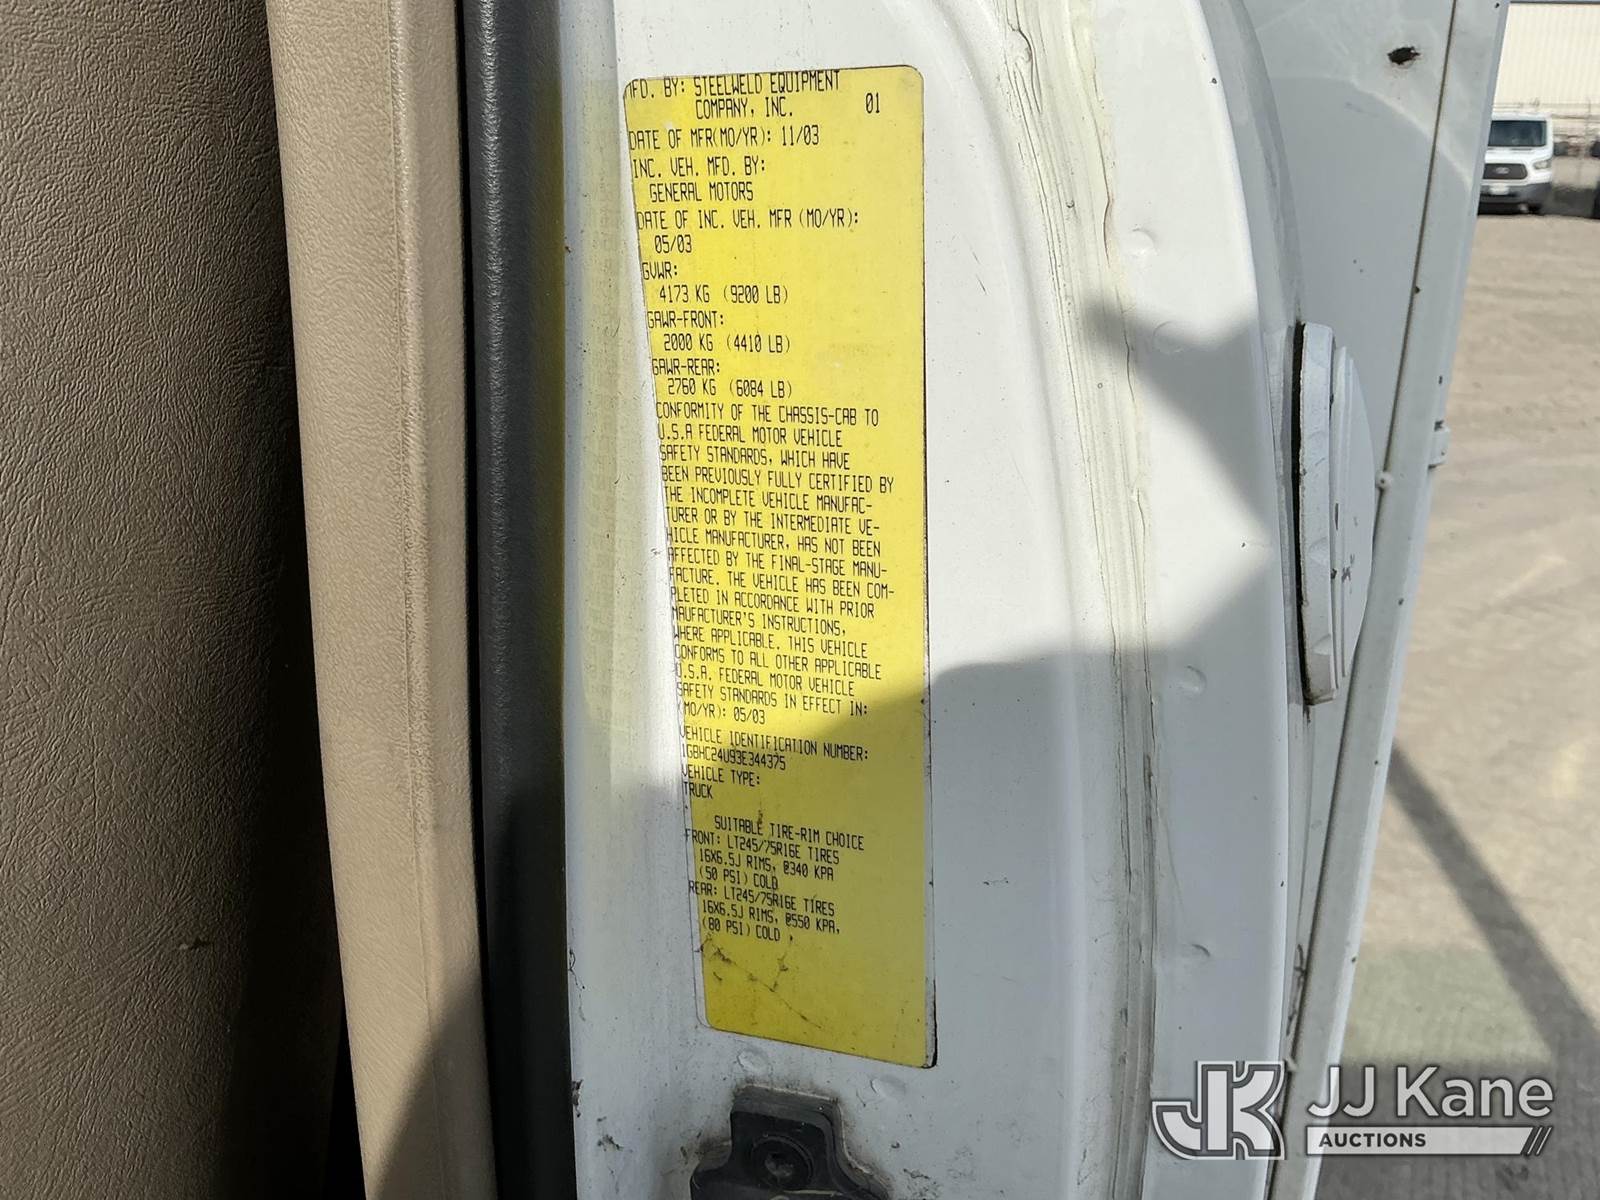 MFD. BY: STEELWELD EQUIPMENT
COMPANY, INC. 01
DATE OF MFR(MO/YR): 11/03
INC. VEH. MFD. BY:
GENERAL MOTORS
DATE OF INC. VEH. MFR (MO/YR):
05/03
GVWR:
4173 KG (9200 LB)
GAWR-FRONT:
2000 KG (4410 LB)
GAWR-REAR:
2760 KG (6084 LB)
CONFORMITY OF THE CHASSIS-CAB TO
U.S.A FEDERAL MOTOR VEHICLE
SAFETY STANDARDS, WHICH HAVE
BEEN PREVIOUSLY FULLY CERTIFIED BY
THE INCOMPLETE VEHICLE MANUFAC-
TURER OR BY THE INTERMEDIATE VE-
HICLE MANUFACTURER, HAS NOT BEEN
AFFECTED BY THE FINAL-STAGE MANU-
FACTURE. THE VEHICLE HAS BEEN COM-
PLETED IN ACCORDANCE WITH PRIOR
MAUFACTURER'S INSTRUCTIONS,
WHERE APPLICABLE. THIS VEHICLE
CONFORMS TO ALL OTHER APPLICABLE
U.S.A. FEDERAL MOTOR VEHICLE
SAFETY STANDARDS IN EFFECT IN:
(MO/YR): 05/03
VEHICLE IDENTIFICATION NUMBER:
1GBHC24U93E344375
VEHICLE TYPE:
TRUCK
SUITABLE TIRE-RIM CHOICE
FRONT: LT245/75R16E TIRES
16X6.5J RIMS, @340 KPA
(50 PSI) COLD
REAR: LT245/75R16E TIRES
16X6.5J RIMS, @550 KPA,
(80 PSI) COLD
JK JJ Kane
AUCTIONS